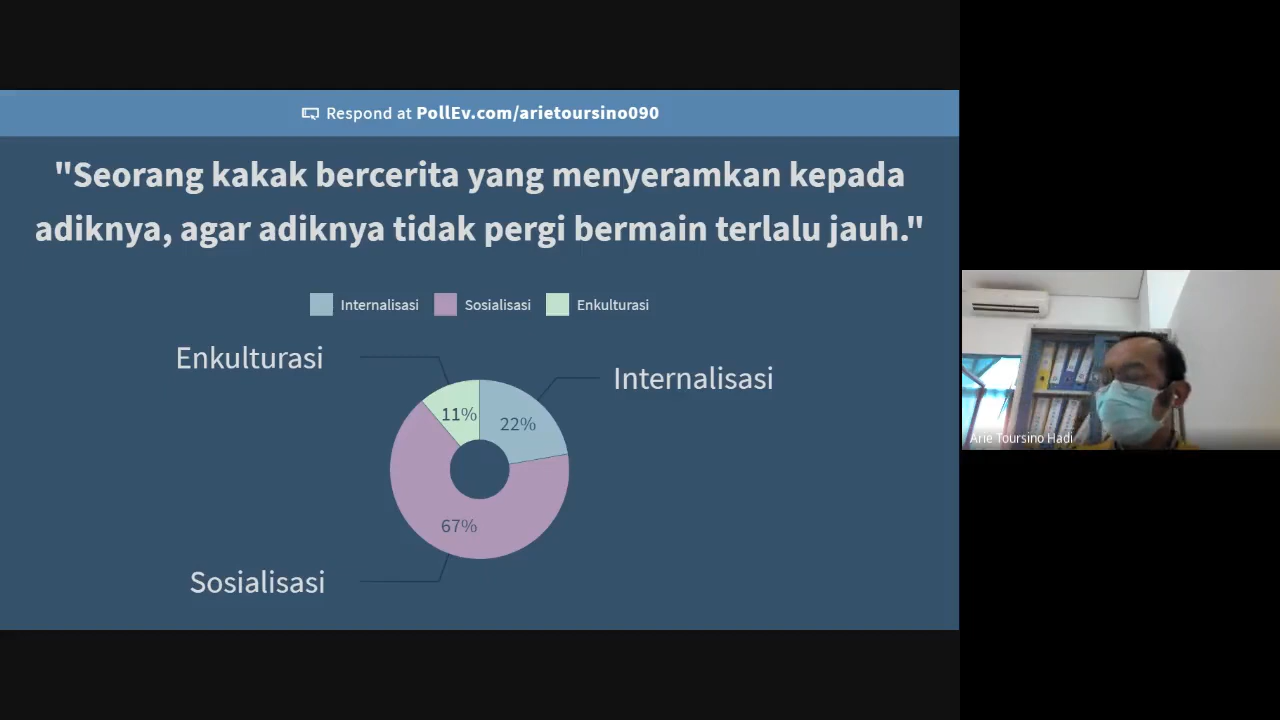 Respond at PollEv.com/arietoursino090
"Seorang kakak bercerita yang menyeramkan kepada
adiknya, agar adiknya tidak pergi bermain terlalu jauh."
Internalisasi Sosialisasi Enkulturasi
Enkulturasi
Internalisasi
11%
22%
67%
Sosialisasi
Arie Toursino Hadi